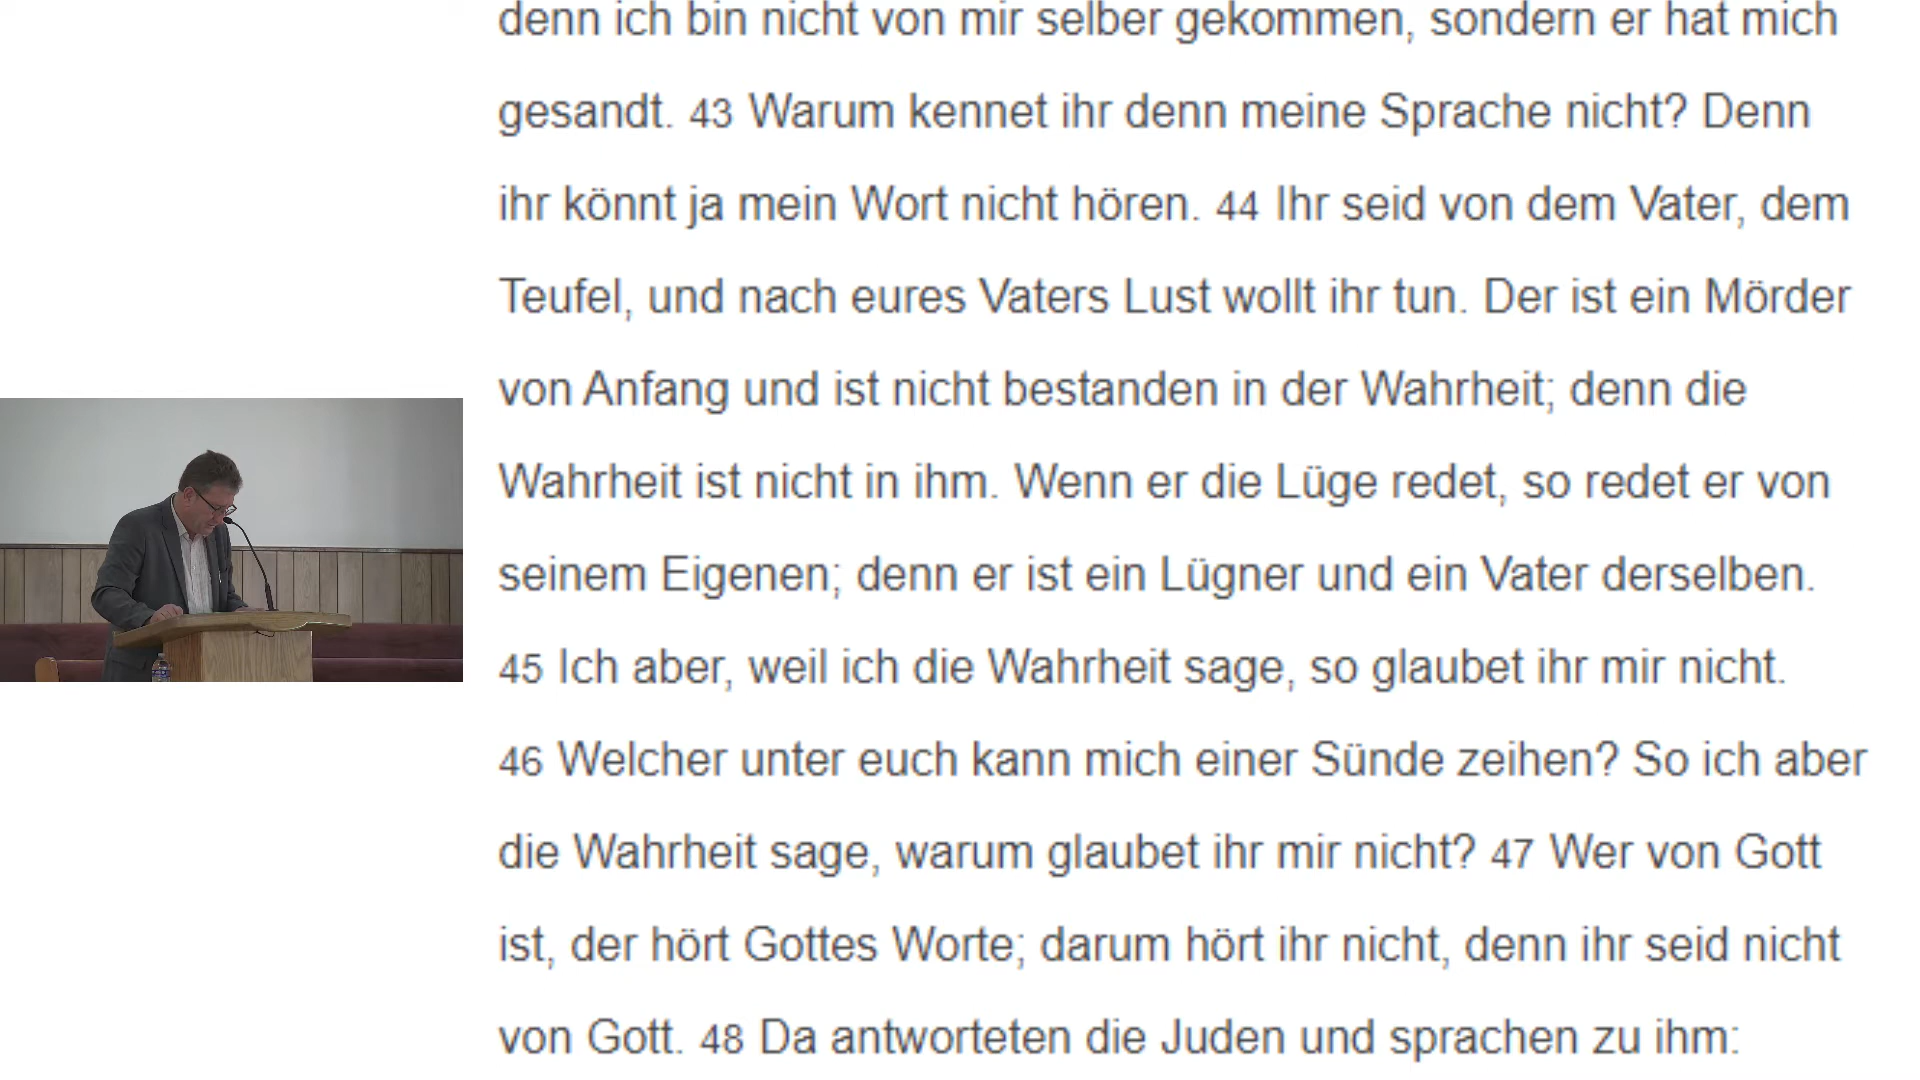 denn ich bin nicht von mir selber gekommen, sondern er hat mich
gesandt. 43 Warum kennet ihr denn meine Sprache nicht? Denn
ihr könnt ja mein Wort nicht hören. 44 Ihr seid von dem Vater, dem
Teufel, und nach eures Vaters Lust wollt ihr tun. Der ist ein Mörder
von Anfang und ist nicht bestanden in der Wahrheit; denn die
Wahrheit ist nicht in ihm. Wenn er die Lüge redet, so redet er von
seinem Eigenen; denn er ist ein Lügner und ein Vater derselben.
45 Ich aber, weil ich die Wahrheit sage, so glaubet ihr mir nicht.
46 Welcher unter euch kann mich einer Sünde zeihen? So ich aber
die Wahrheit sage, warum glaubet ihr mir nicht? 47 Wer von Gott
ist, der hört Gottes Worte; darum hört ihr nicht, denn ihr seid nicht
von Gott. 48 Da antworteten die Juden und sprachen zu ihm: